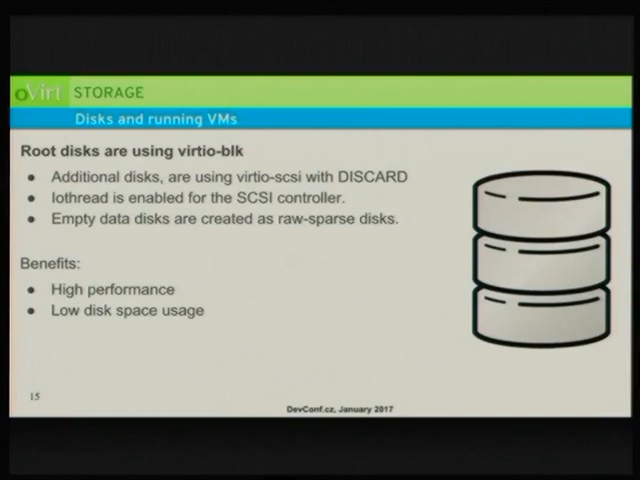 oVirt STORAGE
Disks and running VMs
Root disks are using virtio-blk
● Additional disks, are using virtio-scsi with DISCARD
● Iothread is enabled for the SCSI controller.
● Empty data disks are created as raw-sparse disks.
Benefits:
● High performance
● Low disk space usage
15
DevConf.cz, January 2017